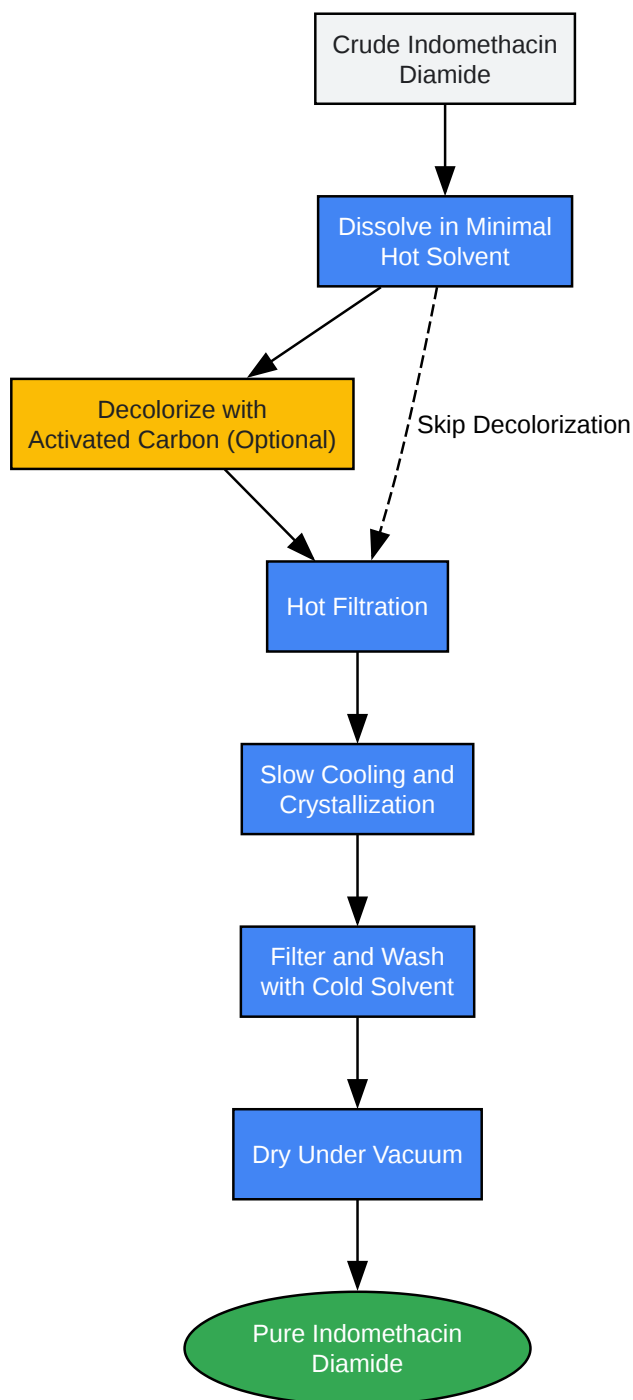 Crude Indomethacin
Diamide
Dissolve in Minimal
Hot Solvent
Decolorize with
Activated Carbon (Optional)
Skip Decolorization
Hot Filtration
Slow Cooling and
Crystallization
Filter and Wash
with Cold Solvent
Dry Under Vacuum
Pure Indomethacin
Diamide